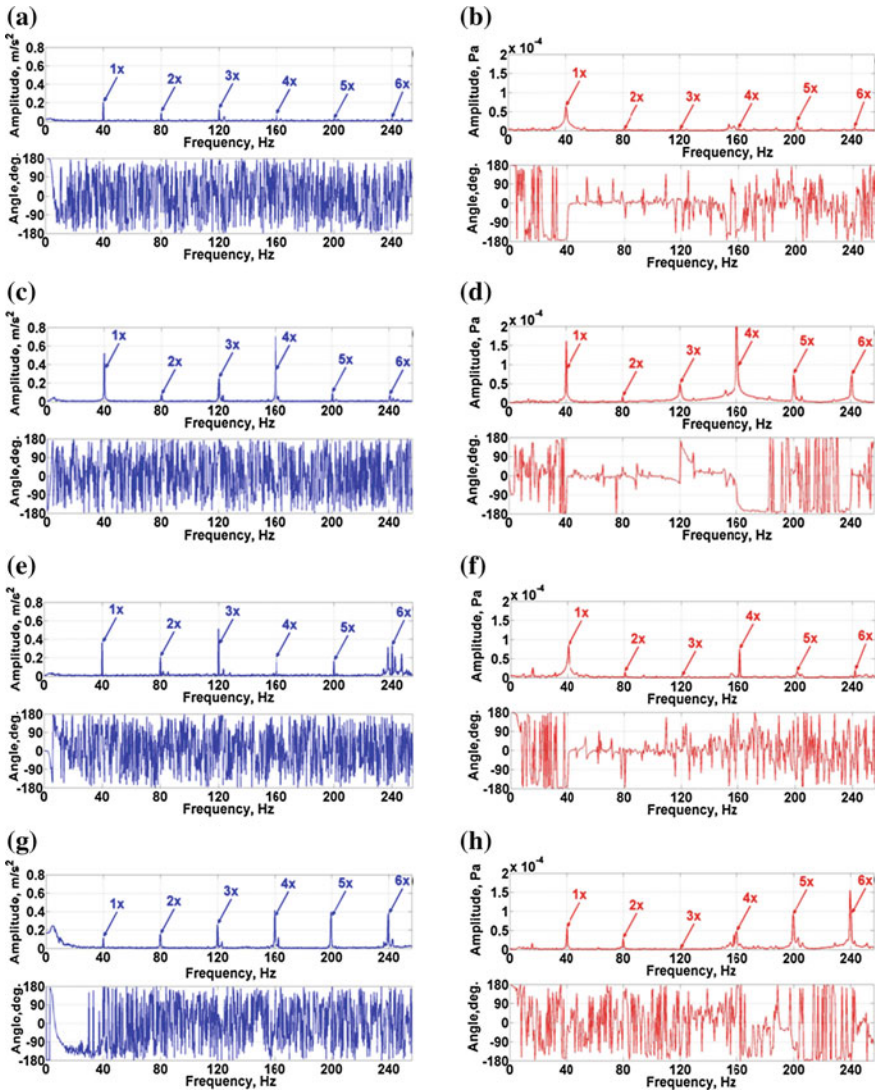 (a)
0.8
0.6
0.4
0.2
0
Amplitude, m/s²
1x 2x 3x 4x 5x 6x
0 40 80 120 160 200 240
Frequency, Hz
180
90
0
-90
-180
Angle,deg.
0 40 80 120 160 200 240
Frequency, Hz
(b)
2 x 10⁻⁴
1.5
1
0.5
0
Amplitude, Pa
1x 2x 3x 4x 5x 6x
0 40 80 120 160 200 240
Frequency, Hz
180
90
0
-90
-180
Angle,deg.
0 40 80 120 160 200 240
Frequency, Hz
(c)
0.8
0.6
0.4
0.2
0
Amplitude, m/s²
1x 2x 3x 4x 5x 6x
0 40 80 120 160 200 240
Frequency, Hz
180
90
0
-90
-180
Angle,deg.
0 40 80 120 160 200 240
Frequency, Hz
(d)
2 x 10⁻⁴
1.5
1
0.5
0
Amplitude, Pa
1x 2x 3x 4x 5x 6x
0 40 80 120 160 200 240
Frequency, Hz
180
90
0
-90
-180
Angle,deg.
0 40 80 120 160 200 240
Frequency, Hz
(e)
0.8
0.6
0.4
0.2
0
Amplitude, m/s²
1x 2x 3x 4x 5x 6x
0 40 80 120 160 200 240
Frequency, Hz
180
90
0
-90
-180
Angle,deg.
0 40 80 120 160 200 240
Frequency, Hz
(f)
2 x 10⁻⁴
1.5
1
0.5
0
Amplitude, Pa
1x 2x 3x 4x 5x 6x
0 40 80 120 160 200 240
Frequency, Hz
180
90
0
-90
-180
Angle,deg.
0 40 80 120 160 200 240
Frequency, Hz
(g)
0.8
0.6
0.4
0.2
0
Amplitude, m/s²
1x 2x 3x 4x 5x 6x
0 40 80 120 160 200 240
Frequency, Hz
180
90
0
-90
-180
Angle,deg.
0 40 80 120 160 200 240
Frequency, Hz
(h)
2 x 10⁻⁴
1.5
1
0.5
0
Amplitude, Pa
1x 2x 3x 4x 5x 6x
0 40 80 120 160 200 240
Frequency, Hz
180
90
0
-90
-180
Angle,deg.
0 40 80 120 160 200 240
Frequency, Hz